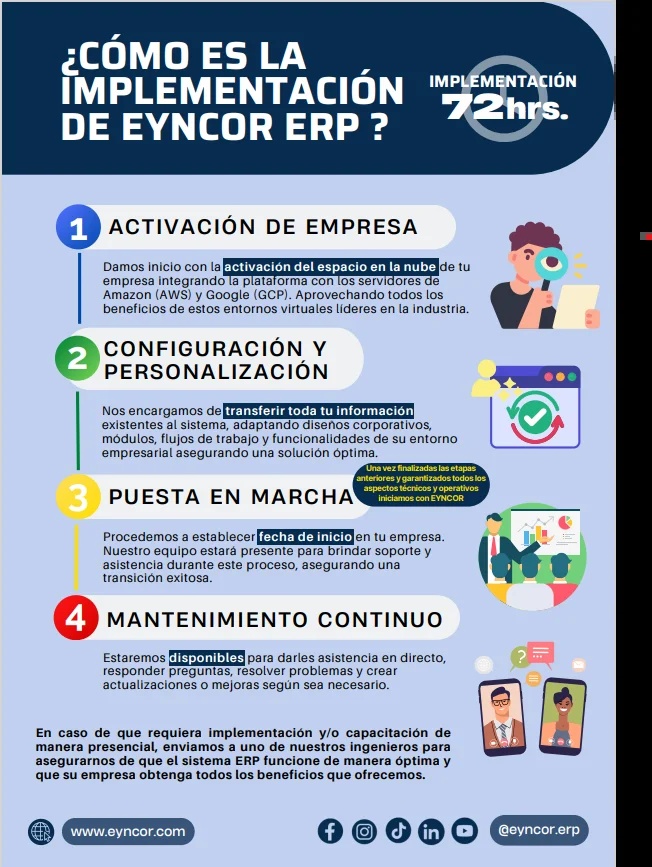 ¿CÓMO ES LA
IMPLEMENTACIÓN
DE EYNCOR ERP ?
IMPLEMENTACIÓN
72hrs.
1 ACTIVACIÓN DE EMPRESA
Damos inicio con la activación del espacio en la nube de tu
empresa integrando la plataforma con los servidores de
Amazon (AWS) y Google (GCP). Aprovechando todos los
beneficios de estos entornos virtuales líderes en la industria.
2 CONFIGURACIÓN Y
PERSONALIZACIÓN
Nos encargamos de transferir toda tu información
existentes al sistema, adaptando diseños corporativos,
módulos, flujos de trabajo y funcionalidades de su entorno
empresarial asegurando una solución óptima.
Una vez finalizadas las etapas
anteriores y garantizados todos los
aspectos técnicos y operativos
iniciamos con EYNCOR
3 PUESTA EN MARCHA
Procedemos a establecer fecha de inicio en tu empresa.
Nuestro equipo estará presente para brindar soporte y
asistencia durante este proceso, asegurando una
transición exitosa.
4 MANTENIMIENTO CONTINUO
Estaremos disponibles para darles asistencia en directo,
responder preguntas, resolver problemas y crear
actualizaciones o mejoras según sea necesario.
?
En caso de que requiera implementación y/o capacitación de
manera presencial, enviamos a uno de nuestros ingenieros para
asegurarnos de que el sistema ERP funcione de manera óptima y
que su empresa obtenga todos los beneficios que ofrecemos.
www.eyncor.com
@eyncor.erp